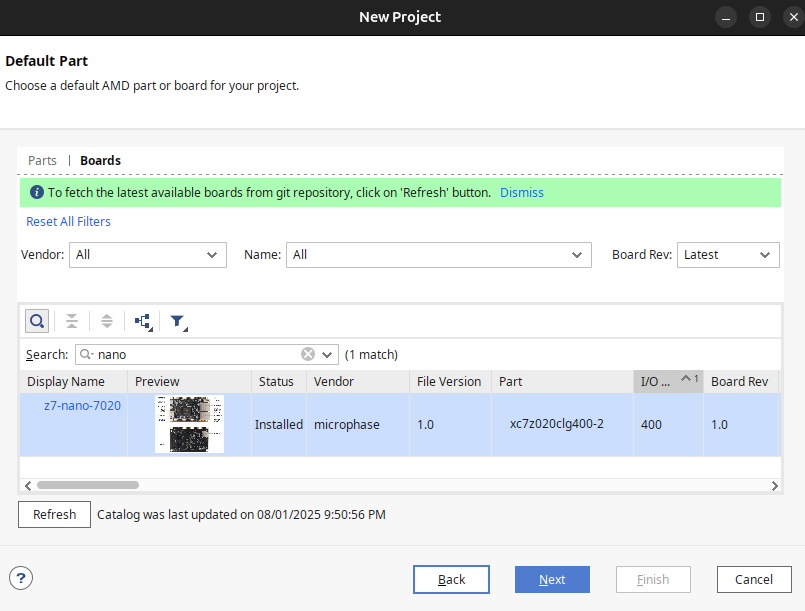 New Project
Default Part
Choose a default AMD part or board for your project.
Parts | Boards
To fetch the latest available boards from git repository, click on 'Refresh' button. Dismiss
Reset All Filters
Vendor: All Name: All Board Rev: Latest
Search: nano (1 match)
Display Name Preview Status Vendor File Version Part I/O ... 1 Board Rev
z7-nano-7020 Installed microphase 1.0 xc7z020clg400-2 400 1.0
Refresh Catalog was last updated on 08/01/2025 9:50:56 PM
? Back Next Finish Cancel